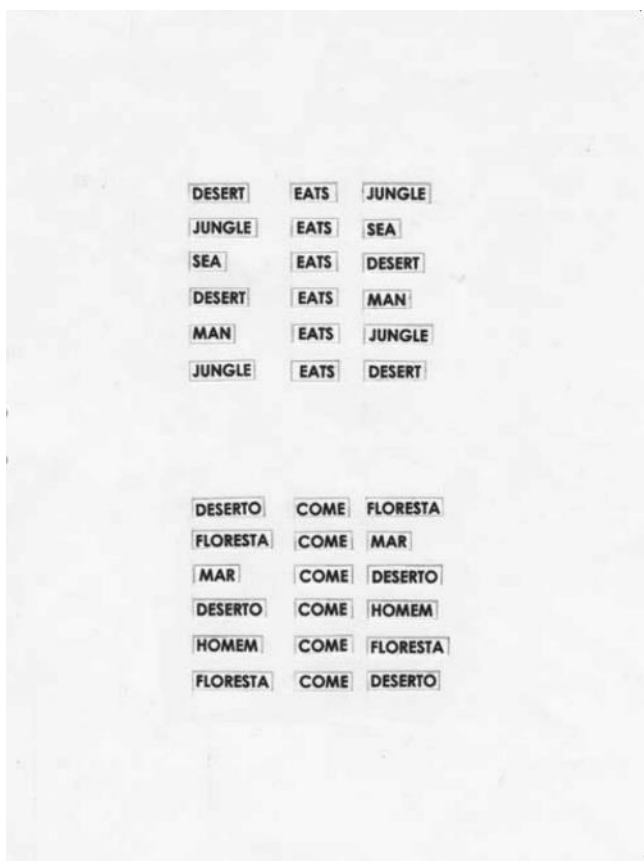 DESERT EATS JUNGLE
JUNGLE EATS SEA
SEA EATS DESERT
DESERT EATS MAN
MAN EATS JUNGLE
JUNGLE EATS DESERT
DESERTO COME FLORESTA
FLORESTA COME MAR
MAR COME DESERTO
DESERTO COME HOMEM
HOMEM COME FLORESTA
FLORESTA COME DESERTO